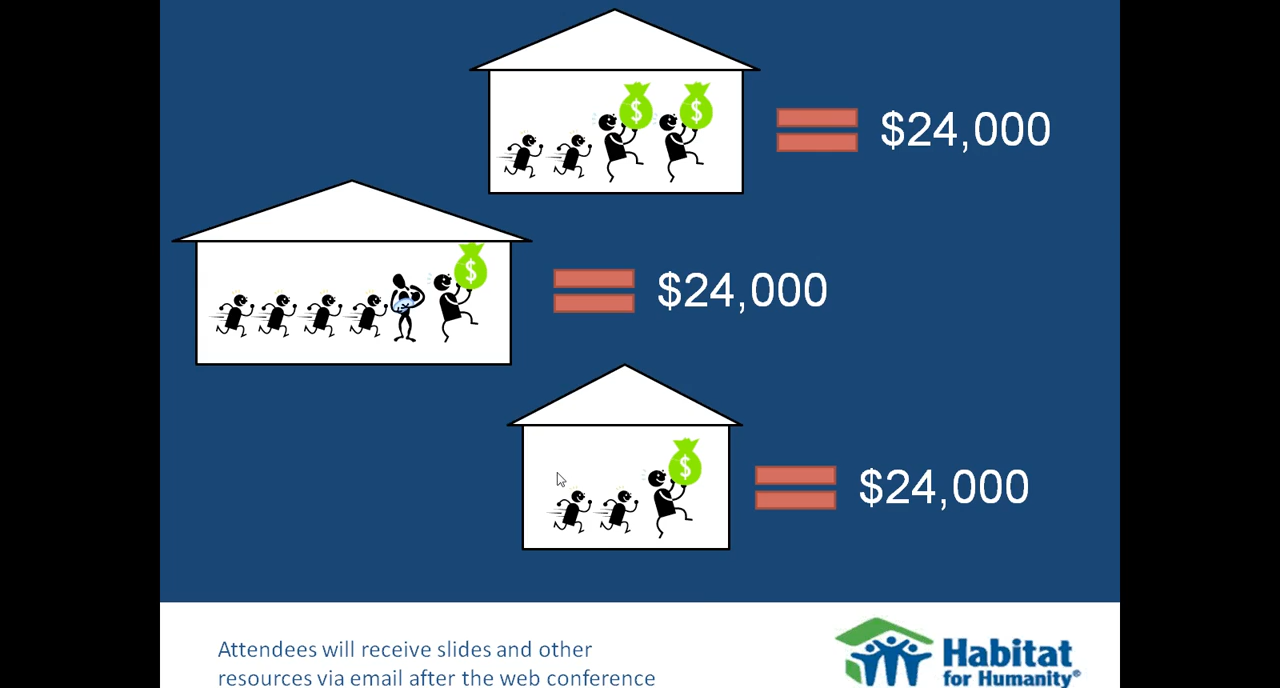 $
$
$24,000
$
$24,000
$
$24,000
Attendees will receive slides and other
resources via email after the web conference
Habitat
for Humanity®